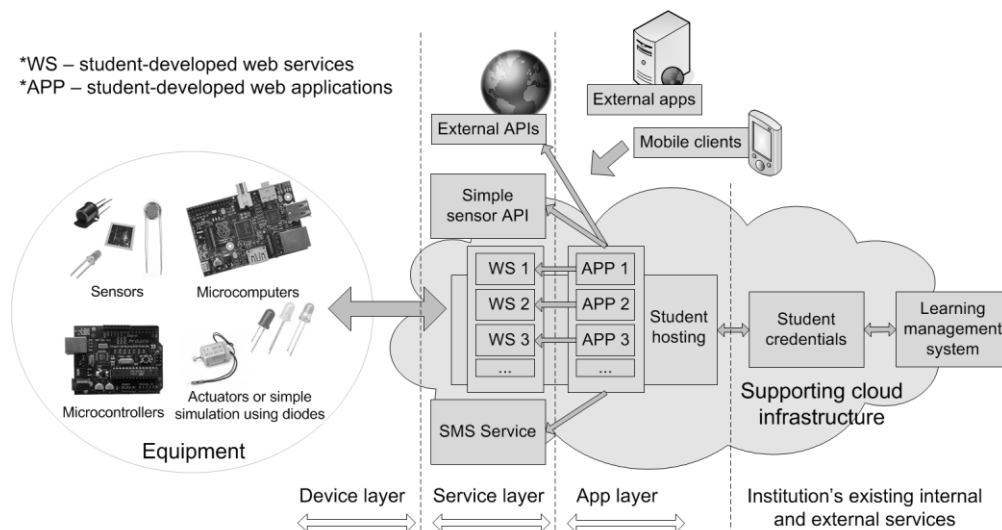 *WS – student-developed web services
*APP – student-developed web applications
External apps
External APIs
Mobile clients
Simple
sensor API
Sensors
Microcomputers
WS 1
APP 1
WS 2
APP 2
WS 3
APP 3
...
...
Student
hosting
Student
credentials
Learning
management
system
Microcontrollers
Actuators or simple
simulation using diodes
Equipment
SMS Service
Supporting cloud
infrastructure
Device layer
Service layer
App layer
Institution's existing internal
and external services